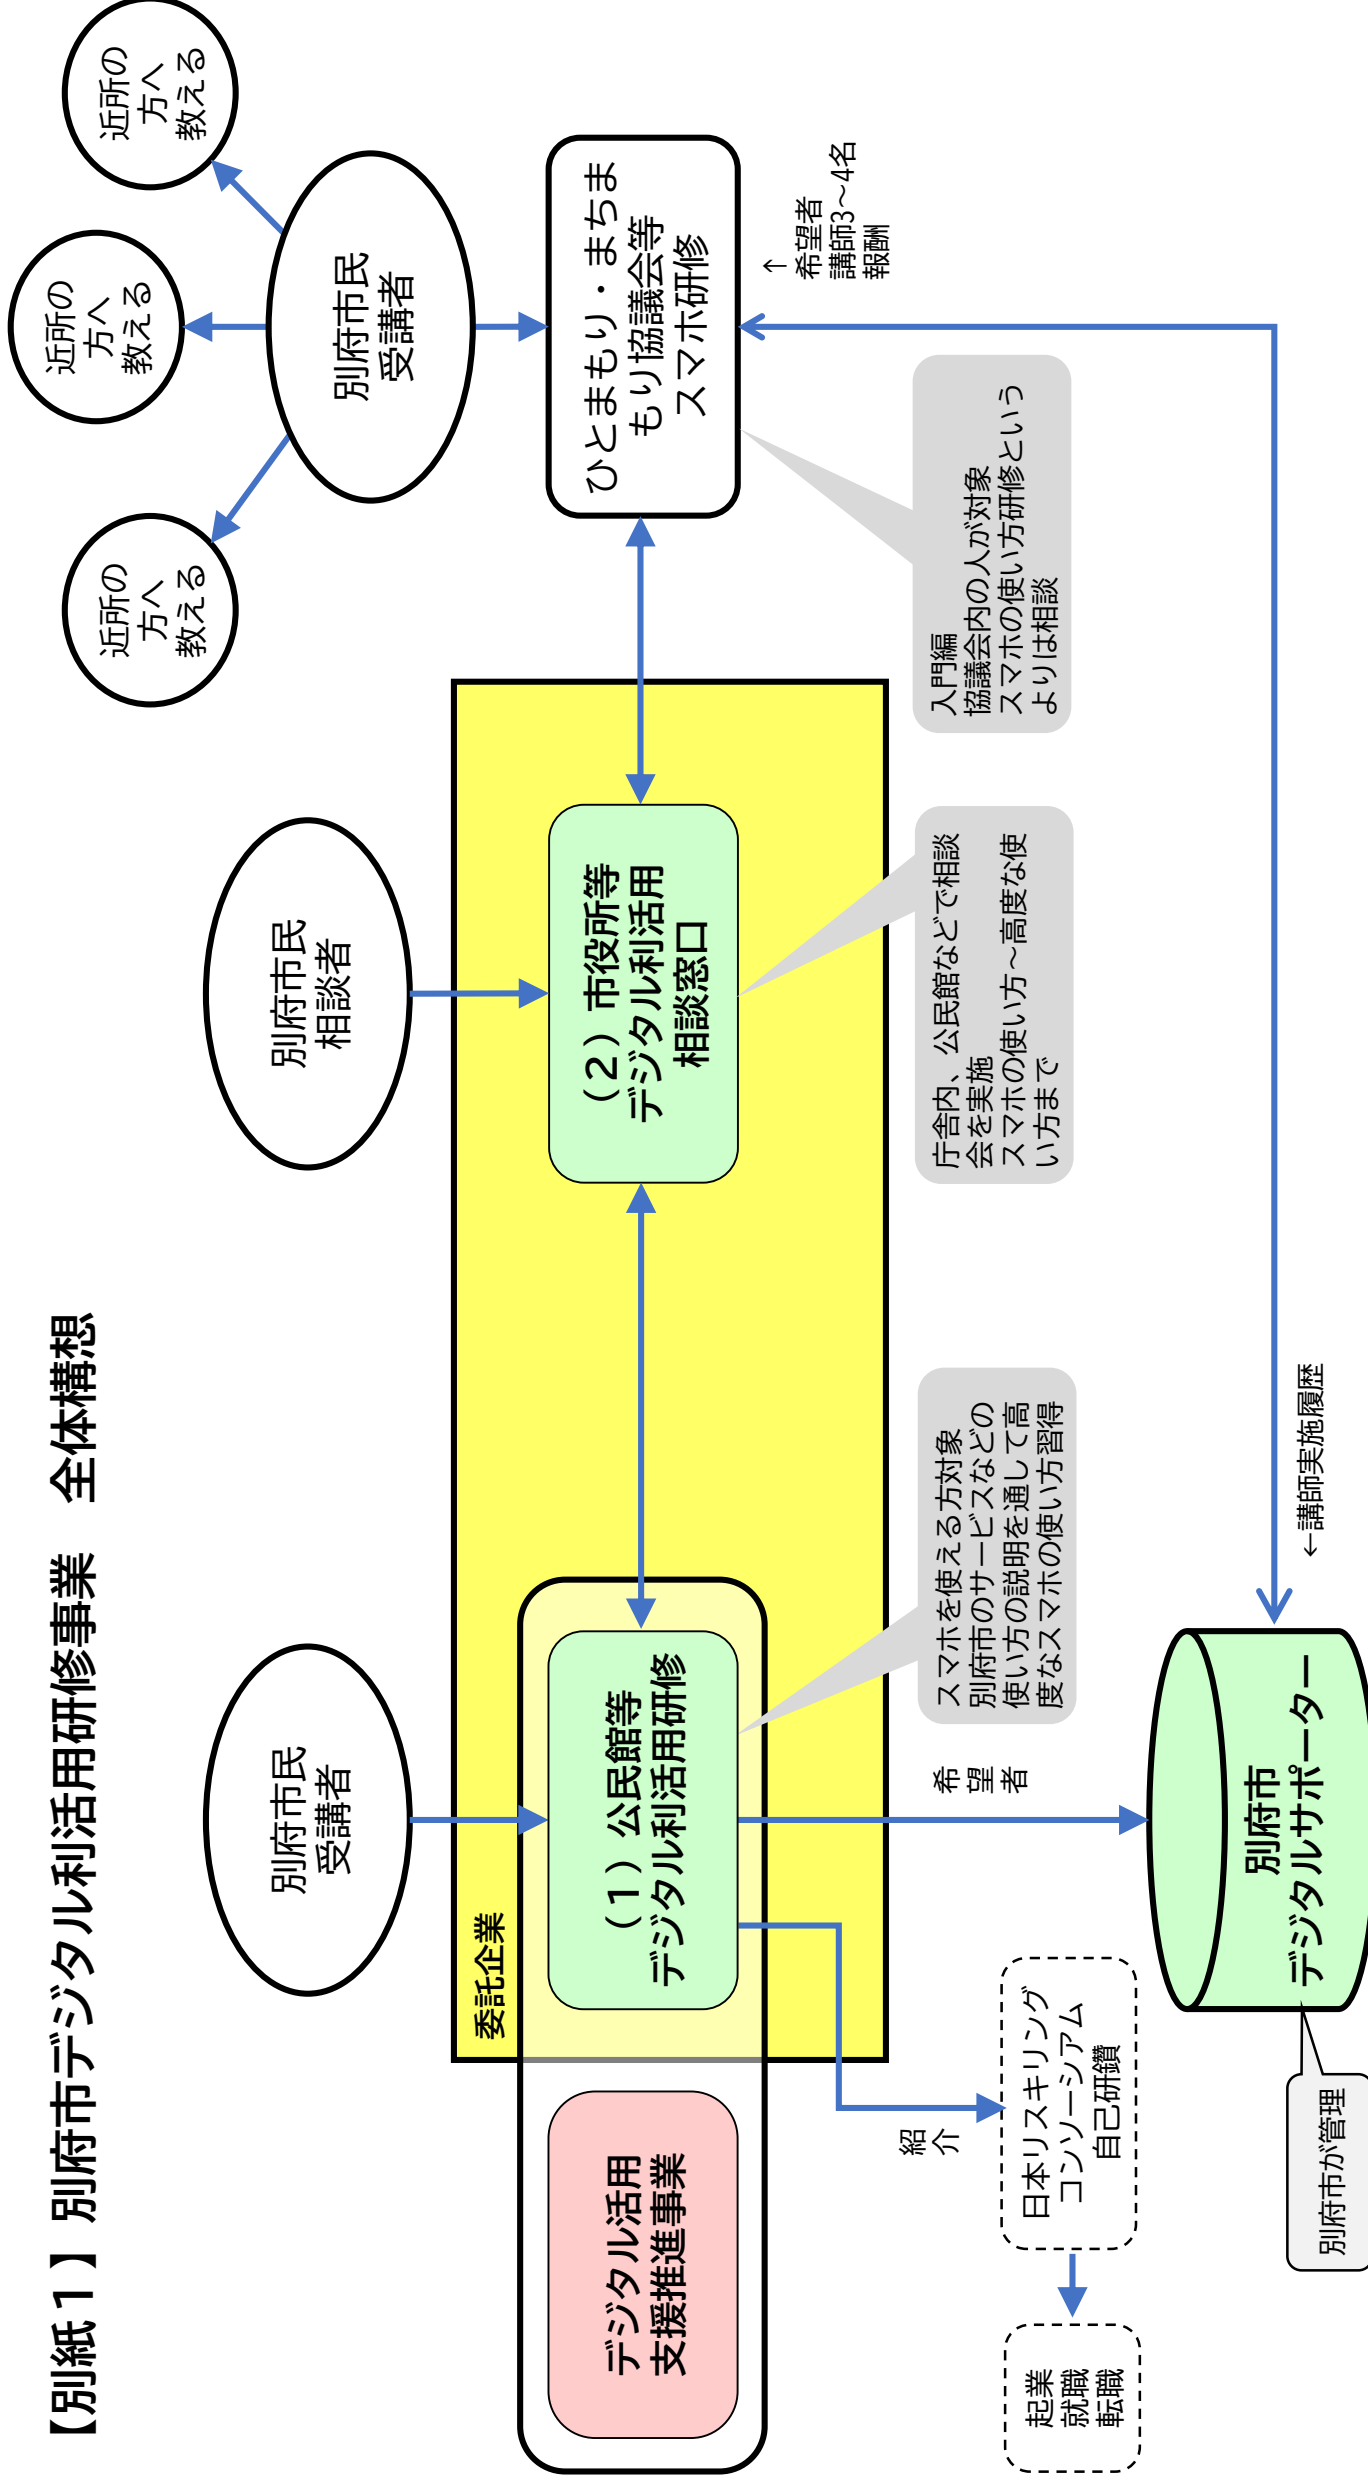 【別紙１】別府市デジタル利活用研修事業　全体構想
別府市民
受講者
別府市民
相談者
近所の
方へ
教える
近所の
方へ
教える
近所の
方へ
教える
別府市民
受講者
委託企業
デジタル活用
支援推進事業
（１）公民館等
デジタル利活用研修
（２）市役所等
デジタル利活用
相談窓口
ひとまもり・まちま
もり協議会等
スマホ研修
↑
希望者
講師3～4名
報酬
紹
介
希
望
者
スマホを使える方対象
別府市のサービスなどの
使い方の説明を通して高
度なスマホの使い方習得
庁舎内、公民館などで相談
会を実施
スマホの使い方～高度な使
い方まで
入門編
協議会内の人が対象
スマホの使い方研修という
よりは相談
起業
就職
転職
日本リスキリング
コンソーシアム
自己研鑽
別府市
デジタルサポーター
←講師実施履歴
別府市が管理